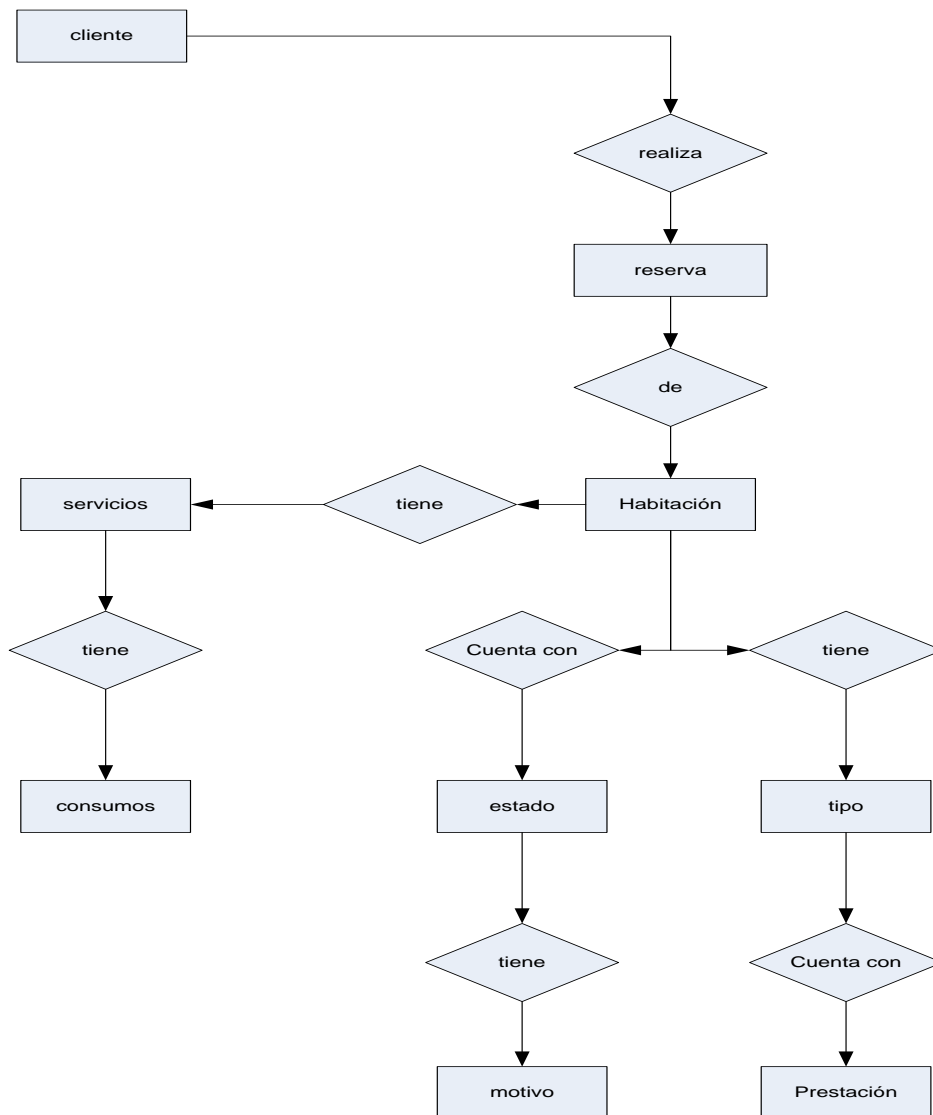 cliente
realiza
reserva
de
servicios
tiene
Habitación
tiene
Cuenta con
tiene
consumos
estado
tipo
tiene
Cuenta con
motivo
Prestación